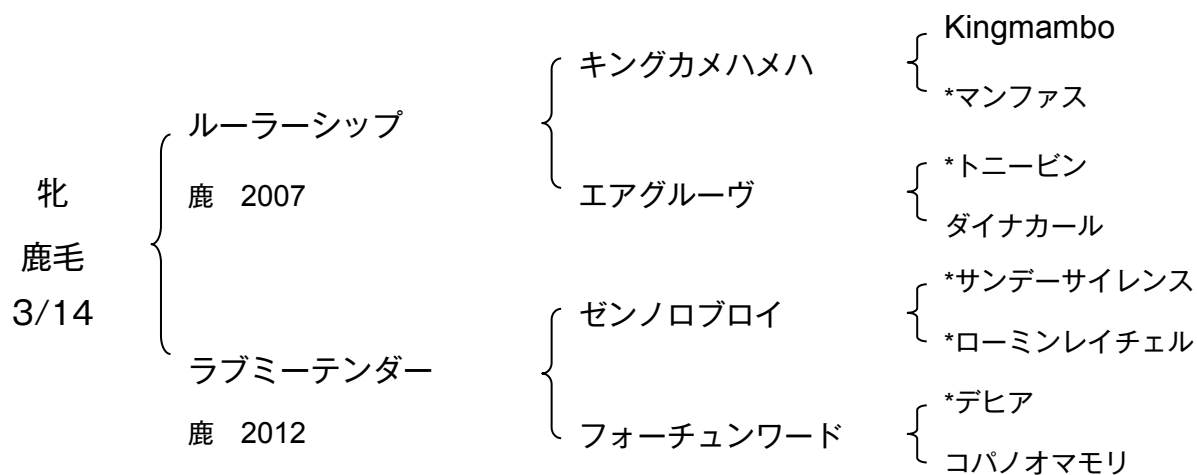 牝
鹿毛
3/14
ルーラーシップ
鹿 2007
ラブミーテンダー
鹿 2012
キングカメハメハ
エアグルーヴ
ゼンノロブロイ
フォーチュンワード
Kingmambo
*マンファス
*トニービン
ダイナカール
*サンデーサイレンス
*ローミンレイチェル
*デヒア
コパノオマモリ